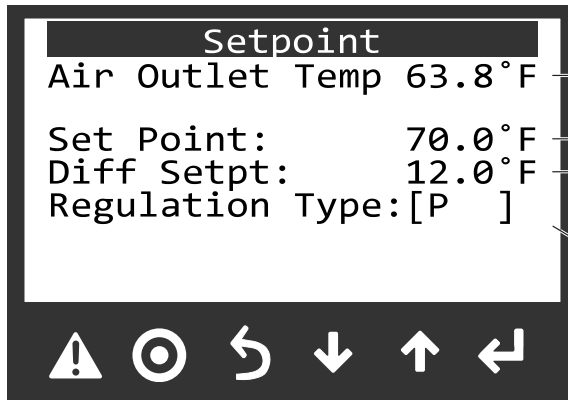 Setpoint
Air Outlet Temp 63.8°F
Set Point: 70.0°F
Diff Setpt: 12.0°F
Regulation Type:[P ]